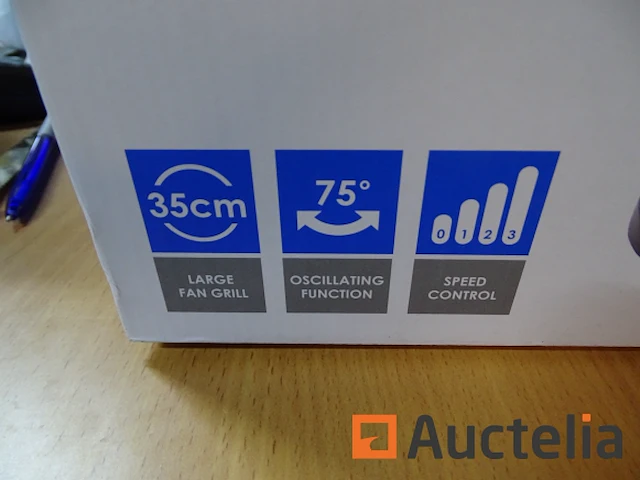 35cm
LARGE
FAN GRILL
75°
OSCILLATING
FUNCTION
0 1 2 3
SPEED
CONTROL
Auctelia